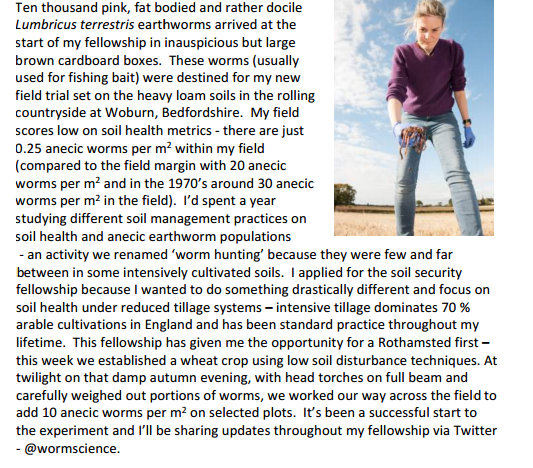 Ten thousand pink, fat bodied and rather docile
Lumbricus terrestris earthworms arrived at the
start of my fellowship in inauspicious but large
brown cardboard boxes.  These worms (usually
used for fishing bait) were destined for my new
field trial set on the heavy loam soils in the rolling
countryside at Woburn, Bedfordshire.  My field
scores low on soil health metrics - there are just
0.25 anecic worms per m² within my field
(compared to the field margin with 20 anecic
worms per m² and in the 1970’s around 30 anecic
worms per m² in the field).  I’d spent a year
studying different soil management practices on
soil health and anecic earthworm populations
- an activity we renamed ‘worm hunting’ because they were few and far
between in some intensively cultivated soils.  I applied for the soil security
fellowship because I wanted to do something drastically different and focus on
soil health under reduced tillage systems – intensive tillage dominates 70 %
arable cultivations in England and has been standard practice throughout my
lifetime.  This fellowship has given me the opportunity for a Rothamsted first –
this week we established a wheat crop using low soil disturbance techniques. At
twilight on that damp autumn evening, with head torches on full beam and
carefully weighed out portions of worms, we worked our way across the field to
add 10 anecic worms per m² on selected plots.  It’s been a successful start to
the experiment and I’ll be sharing updates throughout my fellowship via Twitter
- @wormscience.